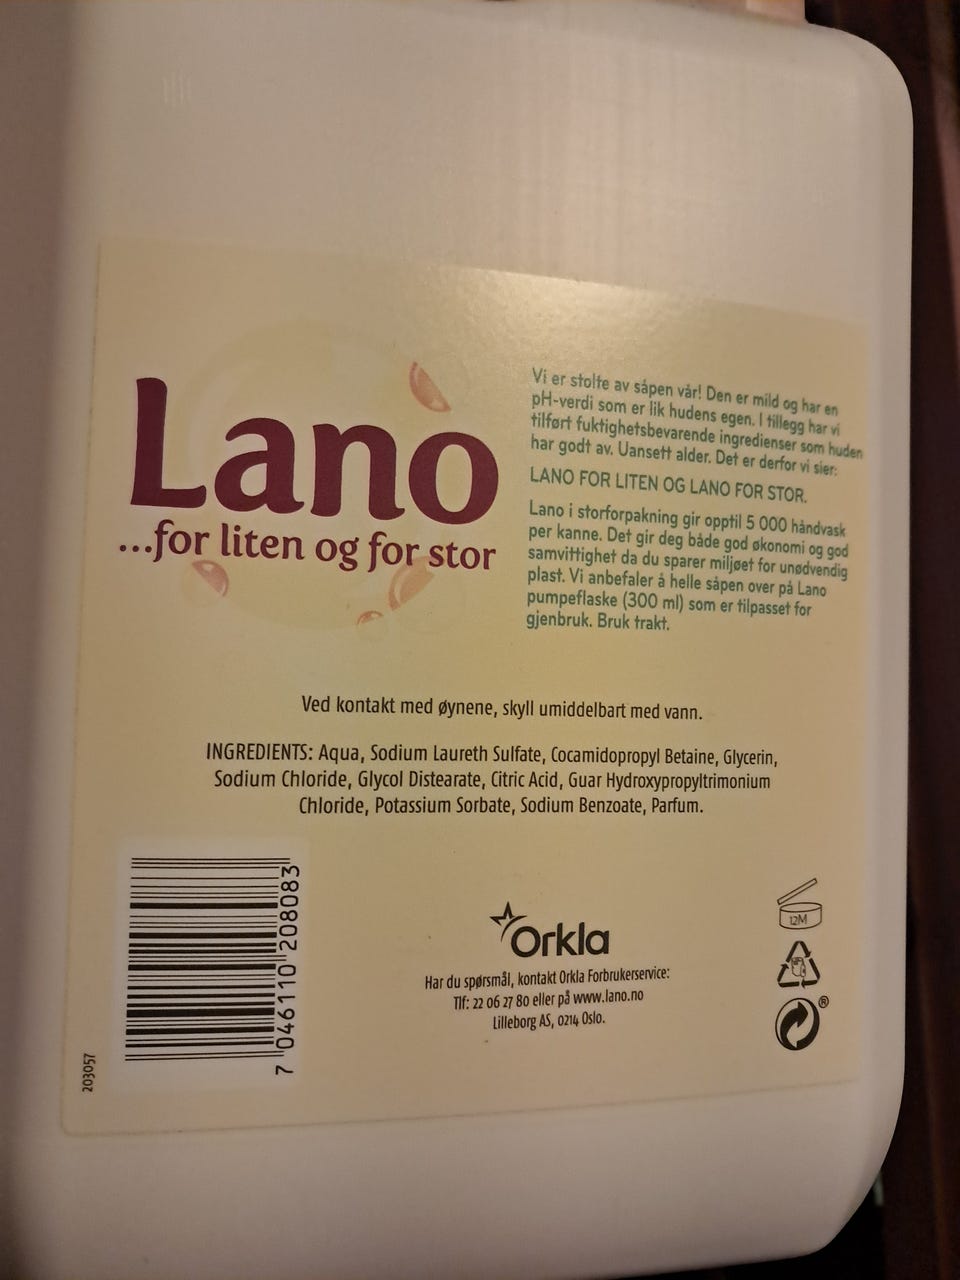 Lano
...for liten og for stor
Vi er stolte av såpen vår! Den er mild og har en
pH-verdi som er lik hudens egen. I tillegg har vi
tilført fuktighetsbevarende ingredienser som huden
har godt av. Uansett alder. Det er derfor vi sier:
LANO FOR LITEN OG LANO FOR STOR.
Lano i storforpakning gir opptil 5 000 håndvask
per kanne. Det gir deg både god økonomi og god
samvittighet da du sparer miljøet for unødvendig
plast. Vi anbefaler å helle såpen over på Lano
pumpeflaske (300 ml) som er tilpasset for
gjenbruk. Bruk trakt.
Ved kontakt med øynene, skyll umiddelbart med vann.
INGREDIENTS: Aqua, Sodium Laureth Sulfate, Cocamidopropyl Betaine, Glycerin,
Sodium Chloride, Glycol Distearate, Citric Acid, Guar Hydroxypropyltrimonium
Chloride, Potassium Sorbate, Sodium Benzoate, Parfum.
7 046110 208083
203057
Orkla
Har du spørsmål, kontakt Orkla Forbrukerservice:
Tlf: 22 06 27 80 eller på www.lano.no
Lilleborg AS, 0214 Oslo.
12M
®